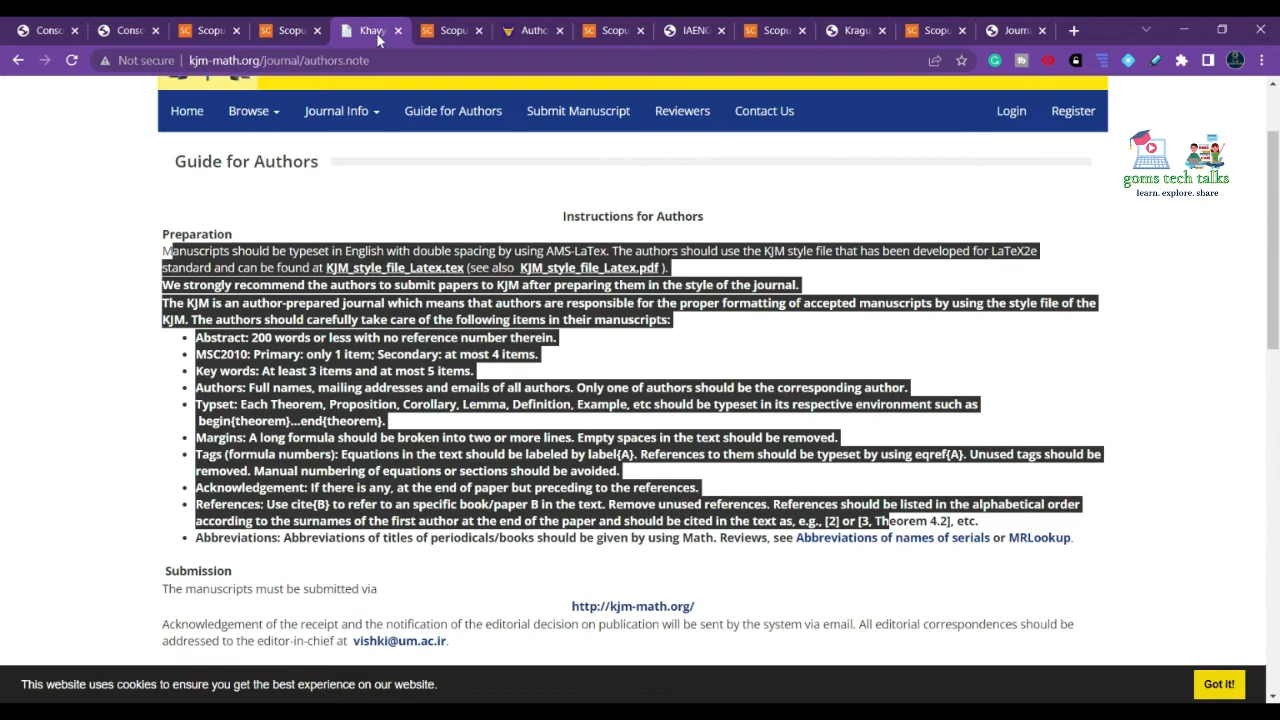 Conso
Conso
Scopu
Scopu
Khavy
Scopu
Autho
Scopu
IAENG
Scopu
Kragu
Scopu
Journa
Not secure
kjm-math.org/journal/authors.note
Home
Browse
Journal Info
Guide for Authors
Submit Manuscript
Reviewers
Contact Us
Login
Register
goms tech talks
learn. explore. share
Guide for Authors
Instructions for Authors
Preparation
Manuscripts should be typeset in English with double spacing by using AMS-LaTex. The authors should use the KJM style file that has been developed for LaTeX2e
standard and can be found at KJM_style_file_Latex.tex (see also KJM_style_file_Latex.pdf ).
We strongly recommend the authors to submit papers to KJM after preparing them in the style of the journal.
The KJM is an author-prepared journal which means that authors are responsible for the proper formatting of accepted manuscripts by using the style file of the
KJM. The authors should carefully take care of the following items in their manuscripts:
• Abstract: 200 words or less with no reference number therein.
• MSC2010: Primary: only 1 item; Secondary: at most 4 items.
• Key words: At least 3 items and at most 5 items.
• Authors: Full names, mailing addresses and emails of all authors. Only one of authors should be the corresponding author.
• Typset: Each Theorem, Proposition, Corollary, Lemma, Definition, Example, etc should be typeset in its respective environment such as
begin{theorem}...end{theorem}.
• Margins: A long formula should be broken into two or more lines. Empty spaces in the text should be removed.
• Tags (formula numbers): Equations in the text should be labeled by label{A}. References to them should be typeset by using eqref{A}. Unused tags should be
removed. Manual numbering of equations or sections should be avoided.
• Acknowledgement: If there is any, at the end of paper but preceding to the references.
• References: Use cite{B} to refer to an specific book/paper B in the text. Remove unused references. References should be listed in the alphabetical order
according to the surnames of the first author at the end of the paper and should be cited in the text as, e.g., [2] or [3, Theorem 4.2], etc.
• Abbreviations: Abbreviations of titles of periodicals/books should be given by using Math. Reviews, see Abbreviations of names of serials or MRLookup.
Submission
The manuscripts must be submitted via
http://kjm-math.org/
Acknowledgement of the receipt and the notification of the editorial decision on publication will be sent by the system via email. All editorial correspondences should be
addressed to the editor-in-chief at vishki@um.ac.ir.
This website uses cookies to ensure you get the best experience on our website.
Got it!